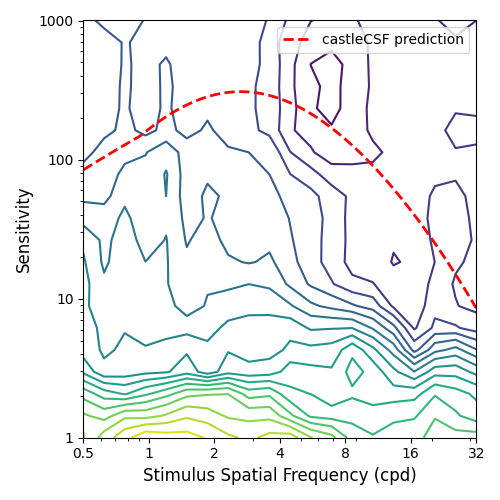 1000
castleCSF prediction
100
Sensitivity
10
1
0.5 1 2 4 8 16 32
Stimulus Spatial Frequency (cpd)